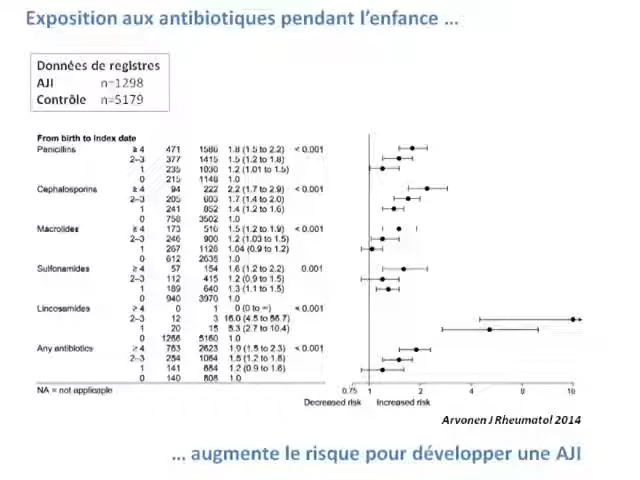 Exposition aux antibiotiques pendant l’enfance ...
Données de registres
AJI n=1298
Contrôle n=5179
From birth to index date
Penicillins ≥ 4 471 1586 1.8 (1.5 to 2.2) < 0.001
2–3 377 1415 1.5 (1.2 to 1.8)
1 235 1030 1.2 (1.01 to 1.5)
0 215 1148 1.0
Cephalosporins ≥ 4 94 222 2.2 (1.7 to 2.9) < 0.001
2–3 205 603 1.7 (1.4 to 2.0)
1 241 852 1.4 (1.2 to 1.6)
0 758 3502 1.0
Macrolides ≥ 4 173 516 1.5 (1.2 to 1.9) < 0.001
2–3 246 900 1.2 (1.03 to 1.5)
1 267 1128 1.04 (0.9 to 1.2)
0 612 2635 1.0
Sulfonamides ≥ 4 57 154 1.6 (1.2 to 2.2) 0.001
2–3 112 415 1.2 (0.9 to 1.5)
1 189 640 1.3 (1.1 to 1.5)
0 940 3970 1.0
Lincosamides ≥ 4 0 1 0 (0 to ∞) < 0.001
2–3 12 3 16.0 (4.5 to 56.7)
1 20 15 5.3 (2.7 to 10.4)
0 1266 5160 1.0
Any antibiotics ≥ 4 763 2623 1.9 (1.5 to 2.3) < 0.001
2–3 254 1064 1.5 (1.2 to 1.8)
1 141 684 1.2 (0.9 to 1.6)
0 140 808 1.0
NA = not applicable
0.75 1 2 4 6 8 10
Decreased risk Increased risk
Arvonen J Rheumatol 2014
... augmente le risque pour développer une AJI